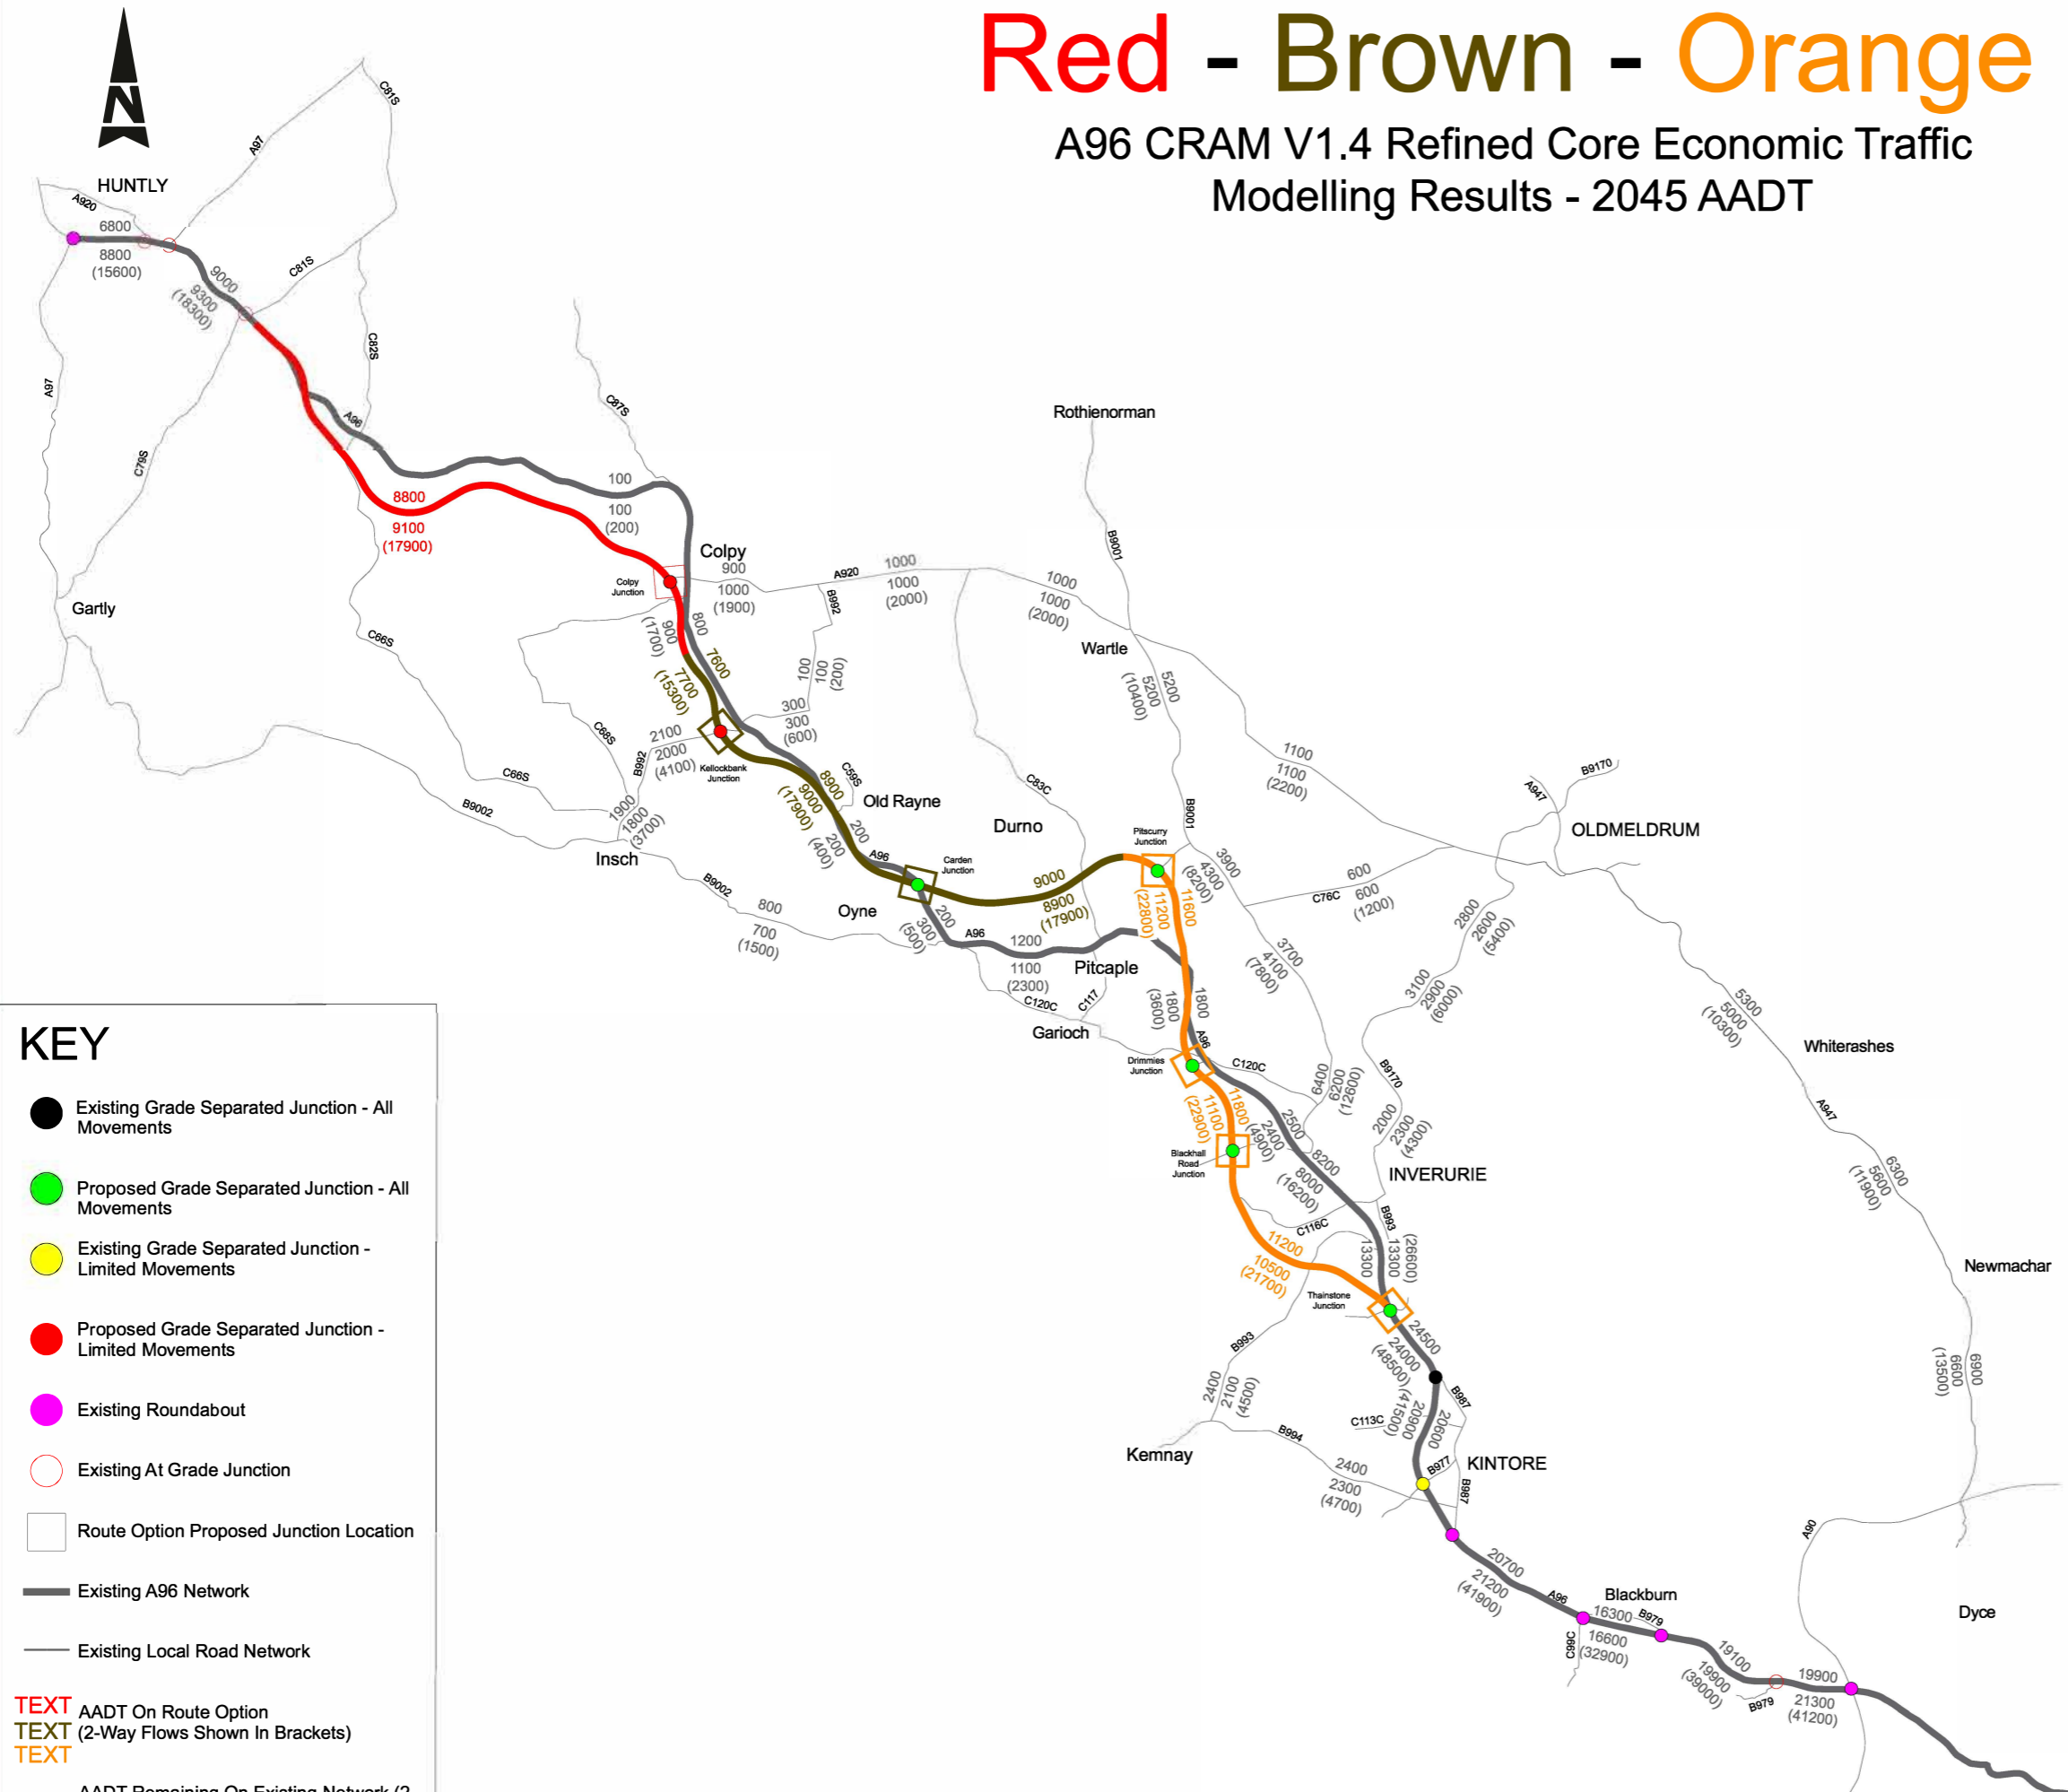 Red - Brown - Orange
A96 CRAM V1.4 Refined Core Economic Traffic
Modelling Results - 2045 AADT
N
HUNTLY
A920
6800
8800
(15600)
A97
C81S
C81S
9000
9300
(18300)
C82S
A97
C79S
A96
C87S
Rothienorman
B9001
8800
9100
(17900)
100
100
(200)
Colpy
Colpy
Junction
900
1000
(1900)
A920
1000
1000
(2000)
1000
1000
(2000)
B992
Gartly
C66S
800
900
(1700)
7600
7700
(15300)
100
100
(200)
Wartle
5200
5200
(10400)
300
300
(600)
C68S
2100
2000
(4100)
B992
Kellockbank
Junction
C59S
8900
9000
(17900)
Old Rayne
C83C
1100
1100
(2200)
B9170
A947
OLDMELDRUM
C66S
B9002
1900
1800
(3700)
Insch
200
200
(400)
A96
Durno
Pitscurry
Junction
B9001
Carden
Junction
B9002
800
700
(1500)
Oyne
9000
8900
(17900)
11600
11200
(22800)
3900
4300
(8200)
600
600
(1200)
C76C
2800
2600
(5400)
200
300
(500)
A96
1200
1100
(2300)
Pitcaple
C120C
C117
Garioch
3700
4100
(7800)
3100
2900
(6000)
5300
5000
(10300)
Whiterashes
1800
1800
(3600)
A96
Drimmies
Junction
C120C
6400
6200
(12600)
B9170
A947
11800
1100
(22900)
2500
2400
(4900)
2000
2300
(4300)
Blackhall
Road
Junction
8200
8000
(16200)
INVERURIE
6300
5600
(11900)
C116C
B993
11200
10500
(21700)
13300
13300
(26600)
Newmachar
Thainstone
Junction
24500
24000
(48500)
B993
2400
2100
(4500)
B987
6900
6600
(13500)
C113C
20600
20900
(41500)
Kemnay
B994
2400
2300
(4700)
B977
KINTORE
B987
A90
20700
21200
(41900)
A96
Blackburn
16300
B979
16600
(32900)
C99C
Dyce
19100
19900
(39000)
B979
19900
21300
(41200)
KEY
Existing Grade Separated Junction - All
Movements
Proposed Grade Separated Junction - All
Movements
Existing Grade Separated Junction -
Limited Movements
Proposed Grade Separated Junction -
Limited Movements
Existing Roundabout
Existing At Grade Junction
Route Option Proposed Junction Location
Existing A96 Network
Existing Local Road Network
TEXT AADT On Route Option
TEXT (2-Way Flows Shown In Brackets)
TEXT
AADT Remaining On Existing Network (2